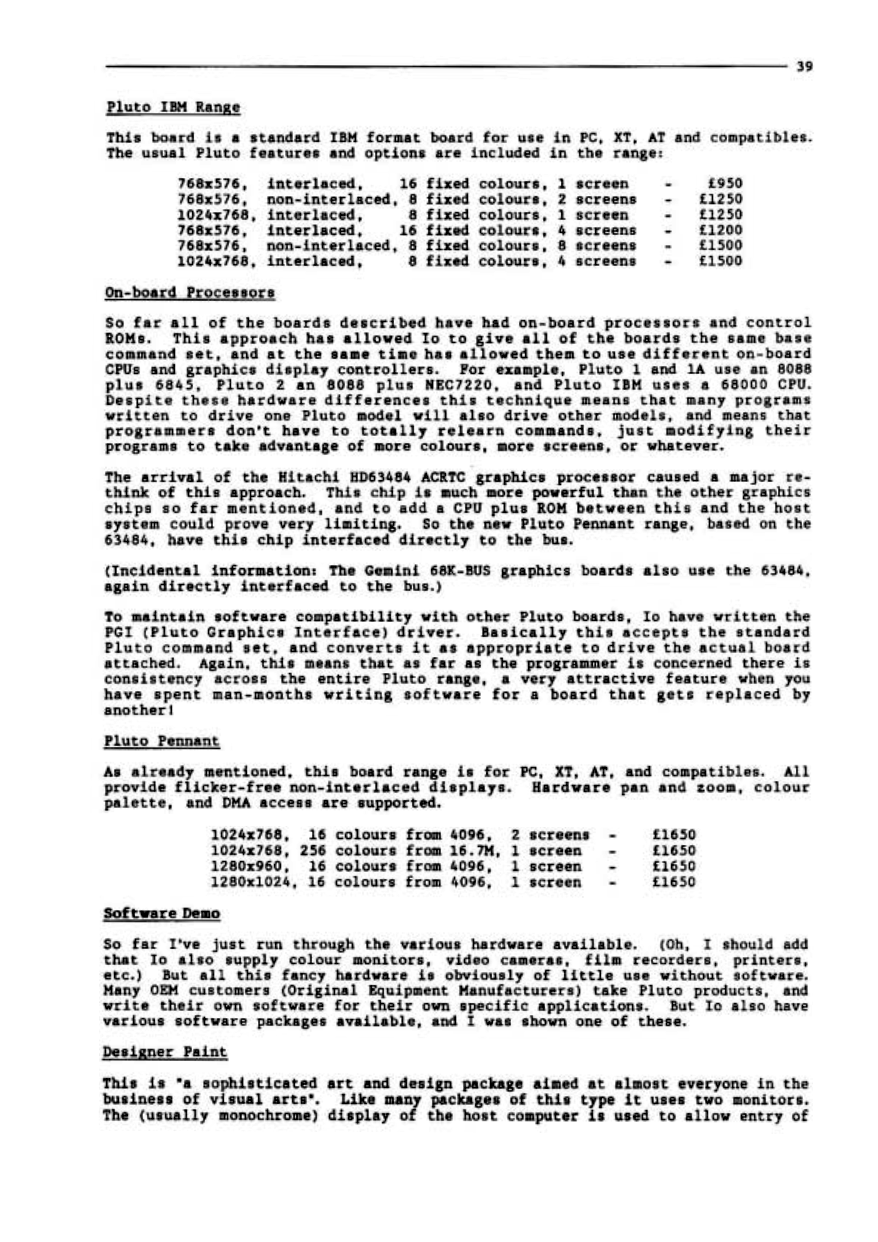 39
Pluto IBM Range
This board is a standard IBM format board for use in PC, XT, AT and compatibles.
The usual Pluto features and options are included in the range:
768x576, interlaced, 16 fixed colours, 1 screen - £950
768x576, non-interlaced, 8 fixed colours, 2 screens - £1250
1024x768, interlaced, 8 fixed colours, 1 screen - £1250
768x576, interlaced, 16 fixed colours, 4 screens - £1200
768x576, non-interlaced, 8 fixed colours, 8 screens - £1500
1024x768, interlaced, 8 fixed colours, 4 screens - £1500
On-board Processors
So far all of the boards described have had on-board processors and control
ROMs. This approach has allowed Io to give all of the boards the same base
command set, and at the same time has allowed them to use different on-board
CPUs and graphics display controllers. For example, Pluto 1 and 1A use an 8088
plus 6845, Pluto 2 an 8088 plus NEC7220, and Pluto IBM uses a 68000 CPU.
Despite these hardware differences this technique means that many programs
written to drive one Pluto model will also drive other models, and means that
programmers don't have to totally relearn commands, just modifying their
programs to take advantage of more colours, more screens, or whatever.
The arrival of the Hitachi HD63484 ACRTC graphics processor caused a major re-
think of this approach. This chip is much more powerful than the other graphics
chips so far mentioned, and to add a CPU plus ROM between this and the host
system could prove very limiting. So the new Pluto Pennant range, based on the
63484, have this chip interfaced directly to the bus.
(Incidental information: The Gemini 68K-BUS graphics boards also use the 63484,
again directly interfaced to the bus.)
To maintain software compatibility with other Pluto boards, Io have written the
PGI (Pluto Graphics Interface) driver. Basically this accepts the standard
Pluto command set, and converts it as appropriate to drive the actual board
attached. Again, this means that as far as the programmer is concerned there is
consistency across the entire Pluto range, a very attractive feature when you
have spent man-months writing software for a board that gets replaced by
another!
Pluto Pennant
As already mentioned, this board range is for PC, XT, AT, and compatibles. All
provide flicker-free non-interlaced displays. Hardware pan and zoom, colour
palette, and DMA access are supported.
1024x768, 16 colours from 4096, 2 screens - £1650
1024x768, 256 colours from 16.7M, 1 screen - £1650
1280x960, 16 colours from 4096, 1 screen - £1650
1280x1024, 16 colours from 4096, 1 screen - £1650
Software Demo
So far I've just run through the various hardware available. (Oh, I should add
that Io also supply colour monitors, video cameras, film recorders, printers,
etc.) But all this fancy hardware is obviously of little use without software.
Many OEM customers (Original Equipment Manufacturers) take Pluto products, and
write their own software for their own specific applications. But Io also have
various software packages available, and I was shown one of these.
Designer Paint
This is "a sophisticated art and design package aimed at almost everyone in the
business of visual arts". Like many packages of this type it uses two monitors.
The (usually monochrome) display of the host computer is used to allow entry of